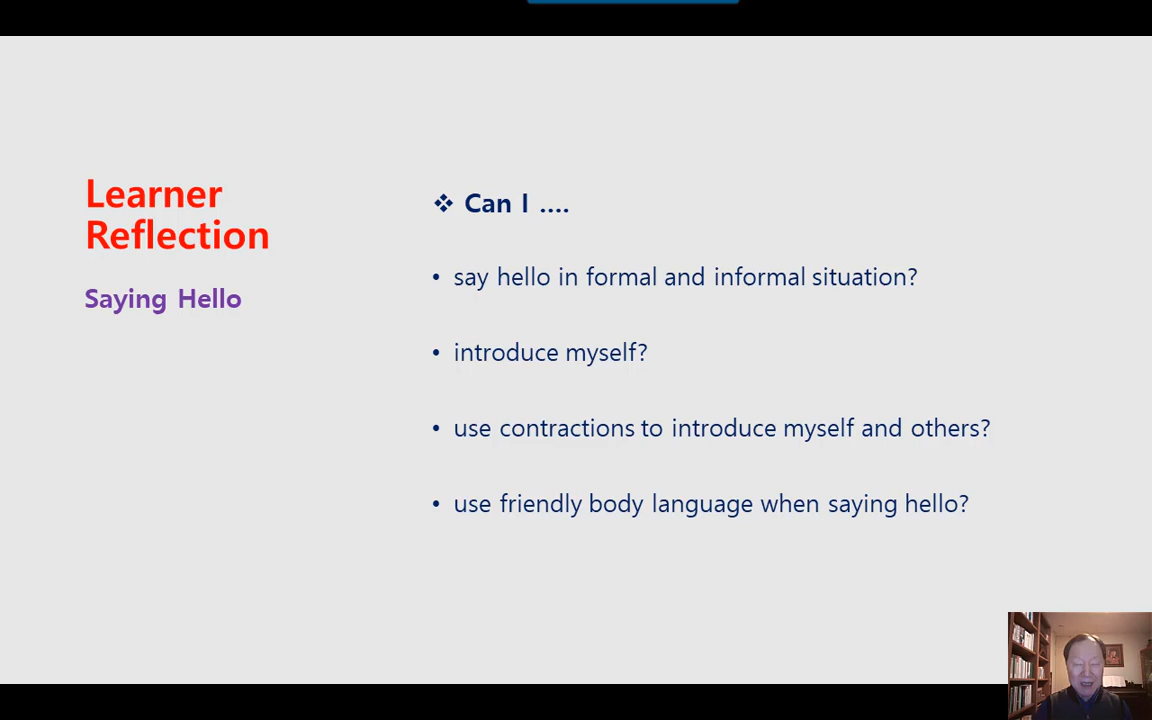 Learner
Reflection
Saying Hello
❖ Can I ....
• say hello in formal and informal situation?
• introduce myself?
• use contractions to introduce myself and others?
• use friendly body language when saying hello?